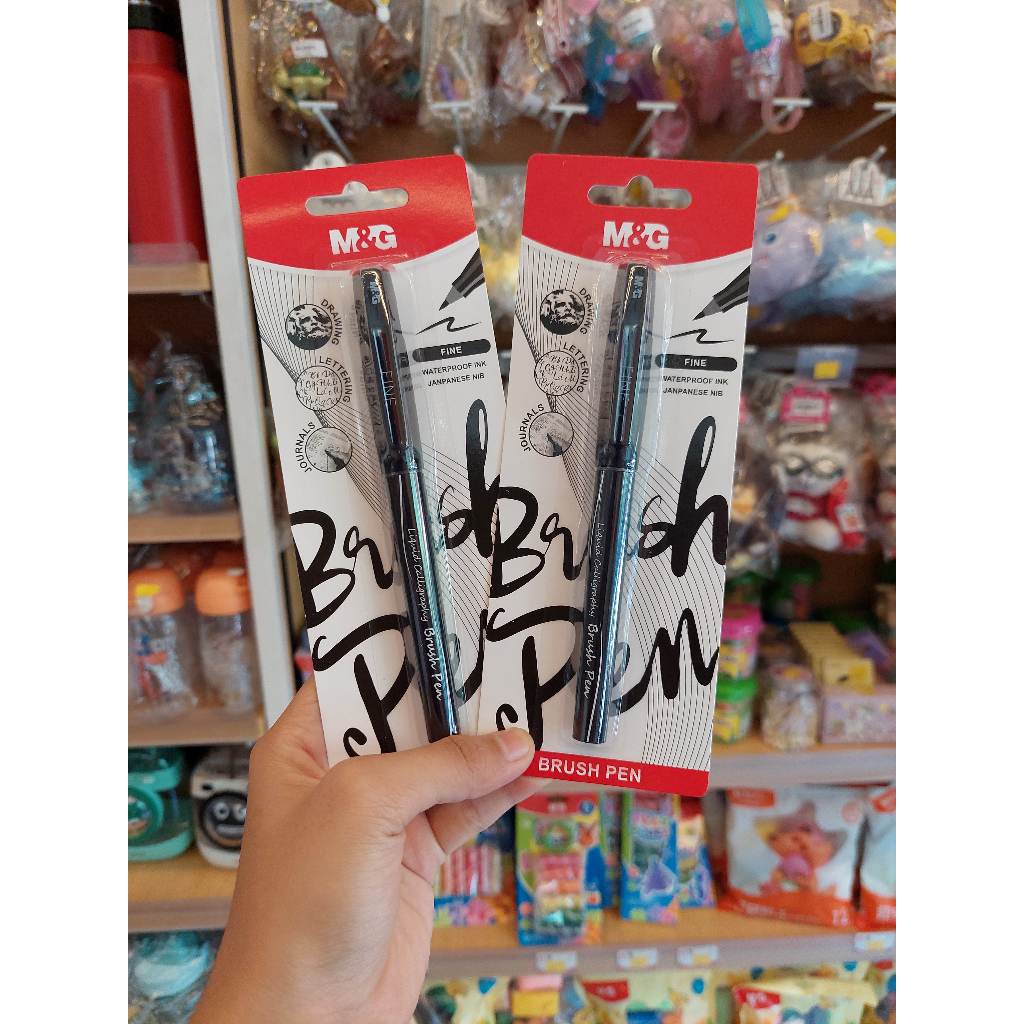 M&G
M&G
DRAWING
LETTERING
JOURNALS
FINE
WATERPROOF INK
JANPANESE NIB
M&G
FINE
Liquid Calligraphy Brush Pen
Brush
Pen
M&G
M&G
DRAWING
LETTERING
JOURNALS
FINE
WATERPROOF INK
JANPANESE NIB
FINE
Liquid Calligraphy Brush Pen
Brush
Pen
BRUSH PEN